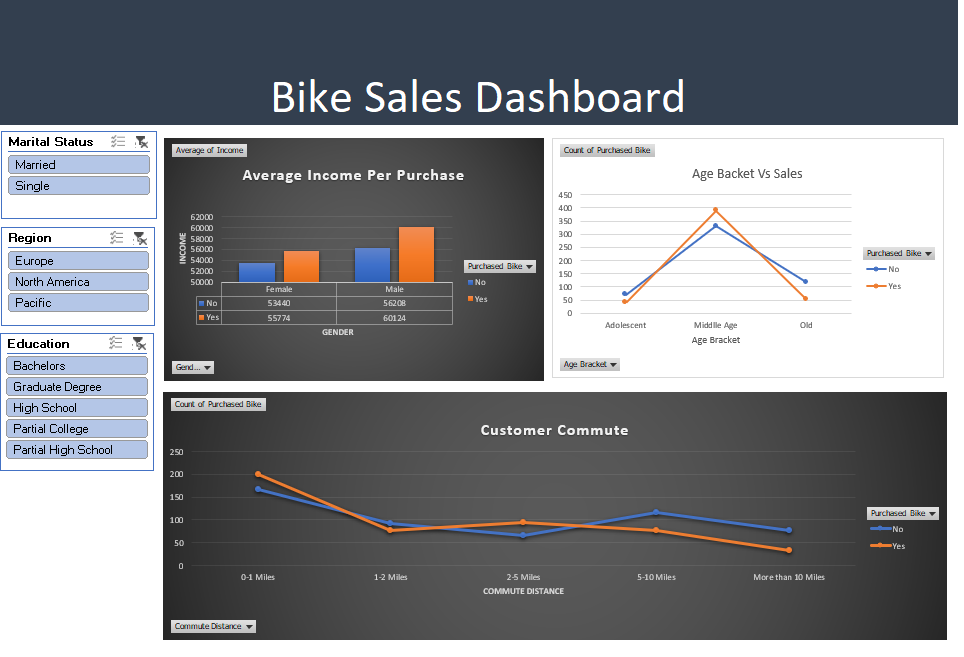 Bike Sales Dashboard
Marital Status
Married
Single
Region
Europe
North America
Pacific
Education
Bachelors
Graduate Degree
High School
Partial College
Partial High School
Average of Income
Average Income Per Purchase
62000
60000
58000
56000
54000
52000
50000
INCOME
Female Male
No 53440 56208
Yes 55774 60124
GENDER
Purchased Bike
No
Yes
Gend...
Count of Purchased Bike
Age Backet Vs Sales
450
400
350
300
250
200
150
100
50
0
Adolescent Middlle Age Old
Age Bracket
Purchased Bike
No
Yes
Age Bracket
Count of Purchased Bike
Customer Commute
250
200
150
100
50
0
0-1 Miles 1-2 Miles 2-5 Miles 5-10 Miles More than 10 Miles
COMMUTE DISTANCE
Purchased Bike
No
Yes
Commute Distance